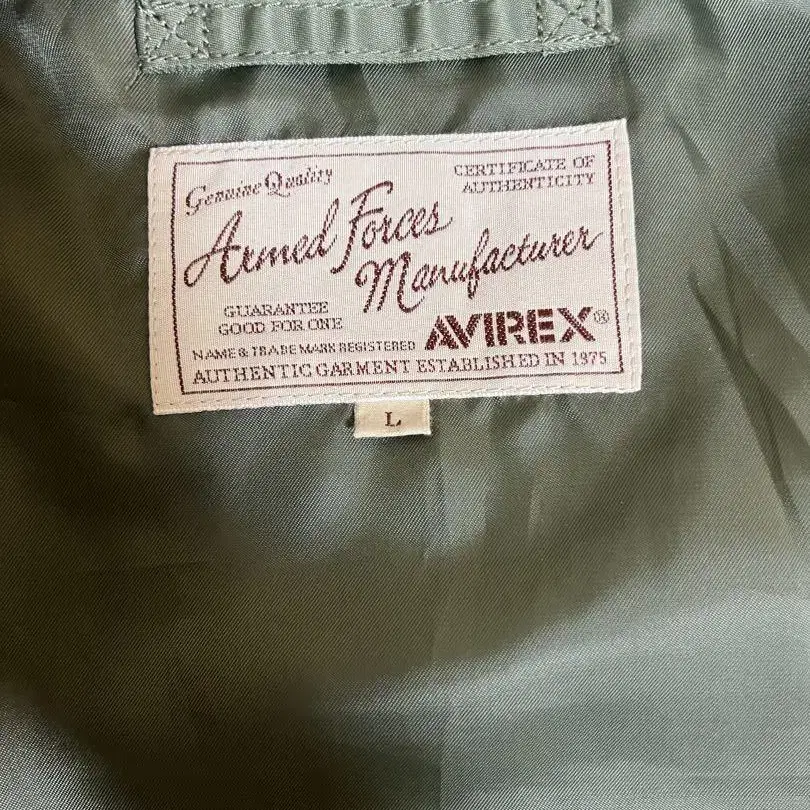 Genuine Quality
CERTIFICATE OF
AUTHENTICITY
Armed Forces
Manufacturer
GUARANTEE
GOOD FOR ONE
AVIREX®
NAME & TRADE MARK REGISTERED
AUTHENTIC GARMENT ESTABLISHED IN 1975
L